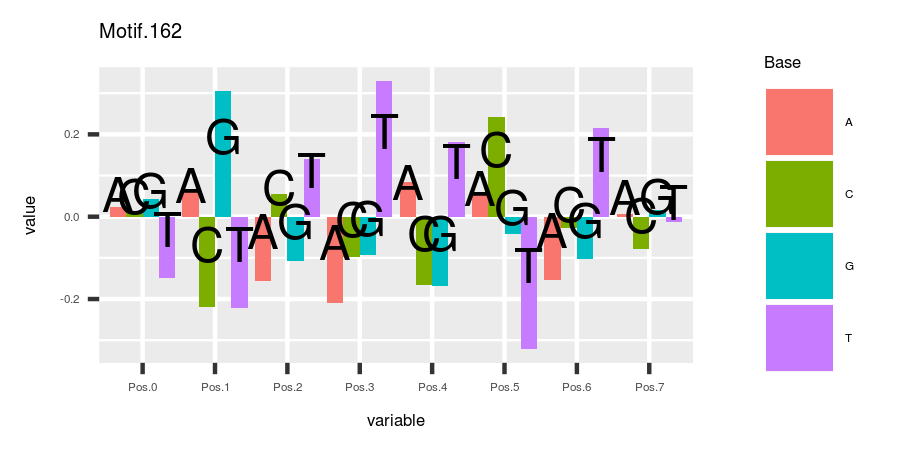 Motif.162
value
0.2
0.0
-0.2
A C G T A C G T A C G T A C G T A C G T A C G T A C G T A C G T
Pos.0 Pos.1 Pos.2 Pos.3 Pos.4 Pos.5 Pos.6 Pos.7
variable
Base
A
C
G
T